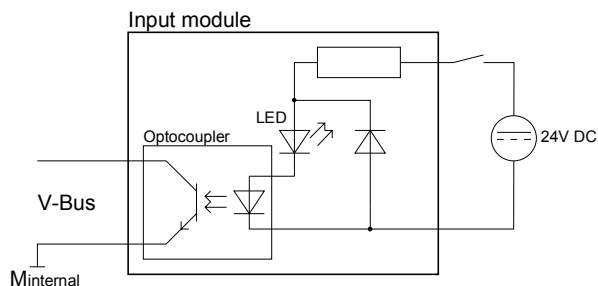 Input module
LED
Optocoupler
24V DC
V-Bus
Minternal